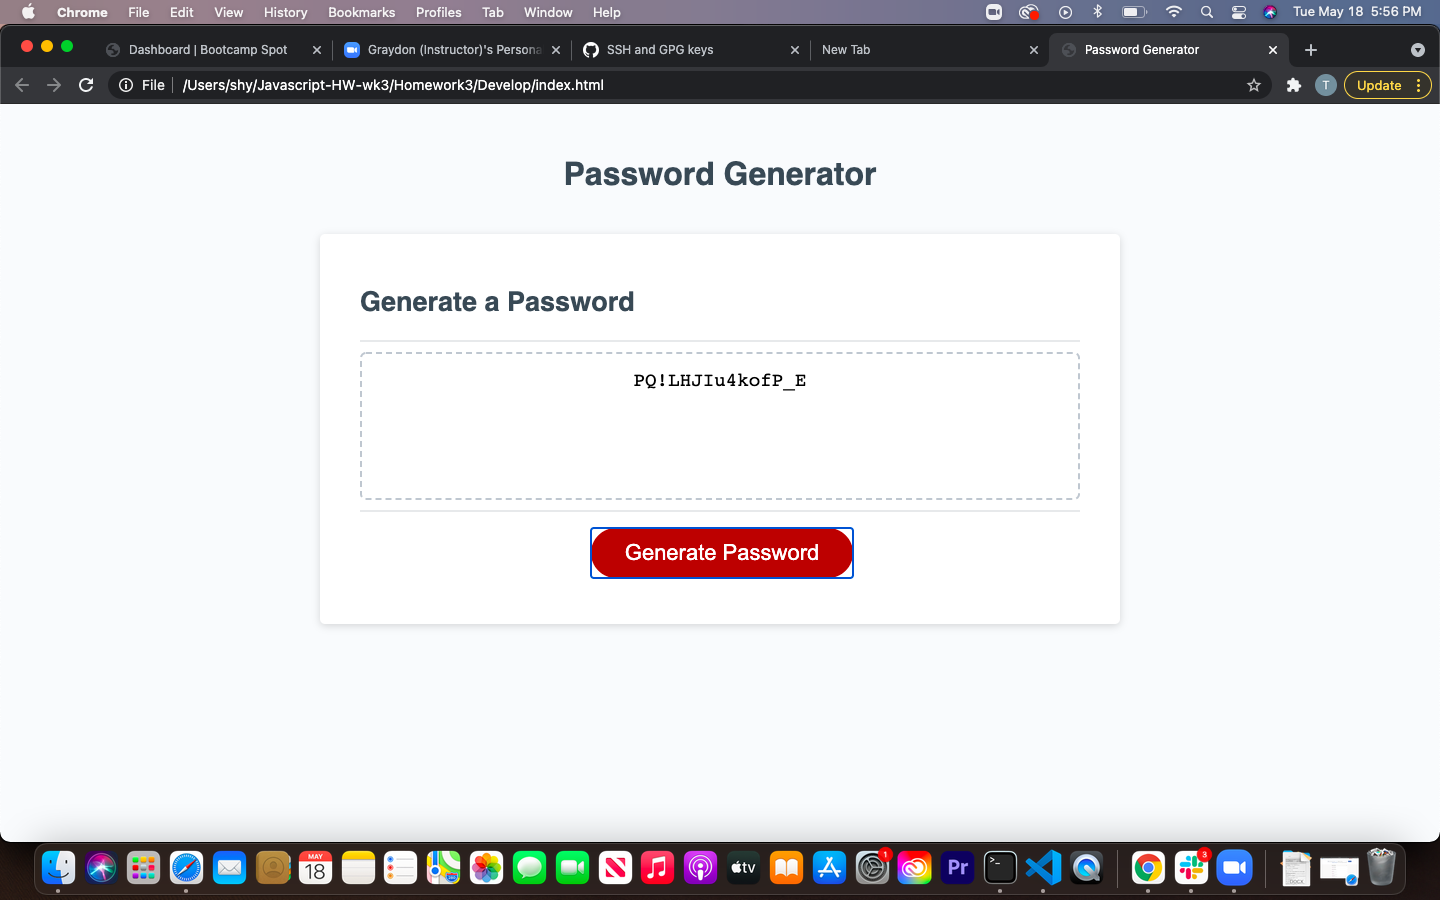 Chrome File Edit View History Bookmarks Profiles Tab Window Help Tue May 18 5:56 PM
Dashboard | Bootcamp Spot Graydon (Instructor)'s Persona SSH and GPG keys New Tab Password Generator
File /Users/shy/Javascript-HW-wk3/Homework3/Develop/index.html T Update
Password Generator
Generate a Password
PQ!LHJIu4kofP_E
Generate Password
MAY
18
tv
1
Pr
>_
3